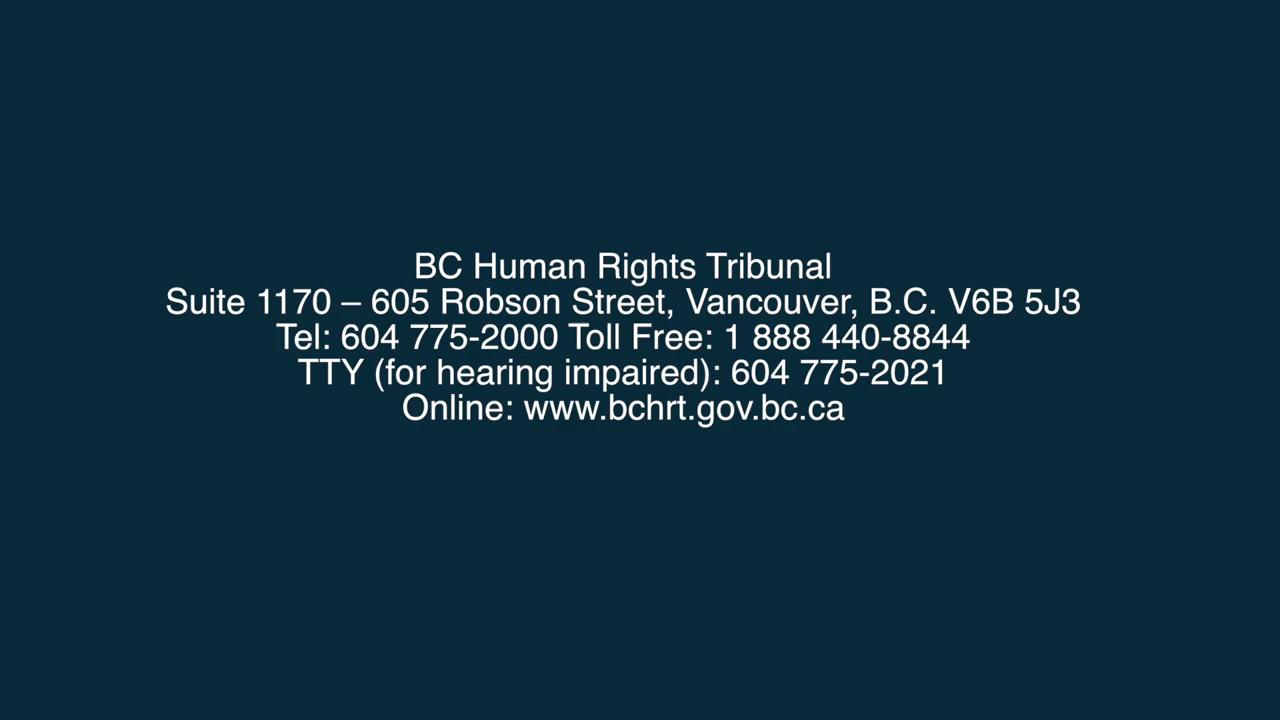 BC Human Rights Tribunal
Suite 1170 – 605 Robson Street, Vancouver, B.C. V6B 5J3
Tel: 604 775-2000 Toll Free: 1 888 440-8844
TTY (for hearing impaired): 604 775-2021
Online: www.bchrt.gov.bc.ca